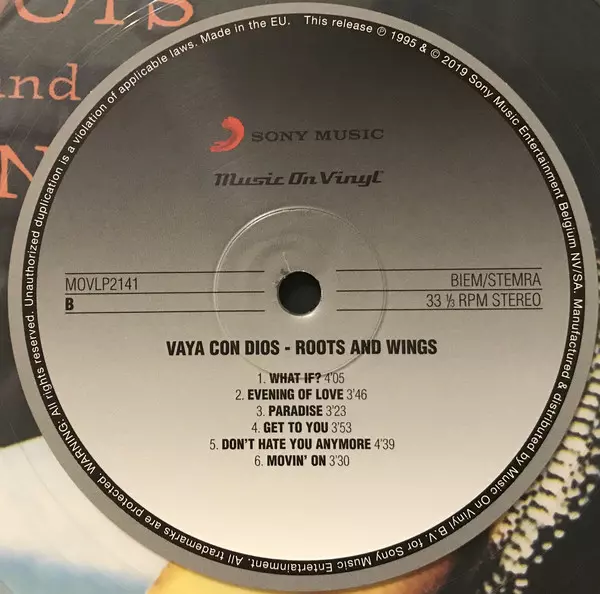 OTS
and
N
WARNING: All rights reserved. Unauthorized duplication is a violation of applicable laws. Made in the EU. This release ℗ 1995 & © 2019 Sony Music Entertainment Belgium NV/SA. Manufactured & distributed by Music On Vinyl B.V. for Sony Music Entertainment. All trademarks are protected.
SONY MUSIC
Music On Vinyl
MOVLP2141
B
BIEM/STEMRA
33 ⅓ RPM STEREO
VAYA CON DIOS - ROOTS AND WINGS
1. WHAT IF? 4'05
2. EVENING OF LOVE 3'46
3. PARADISE 3'23
4. GET TO YOU 3'53
5. DON'T HATE YOU ANYMORE 4'39
6. MOVIN' ON 3'30